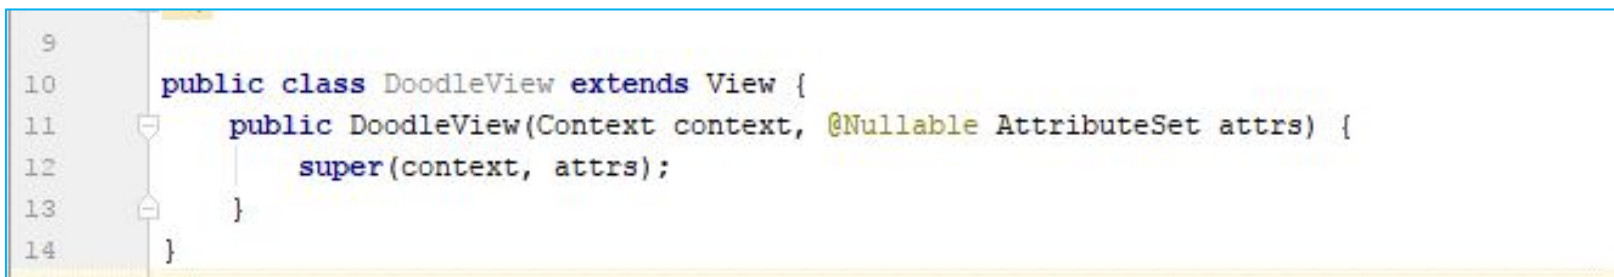 9
10 public class DoodleView extends View {
11 public DoodleView(Context context, @Nullable AttributeSet attrs) {
12 super(context, attrs);
13 }
14 }